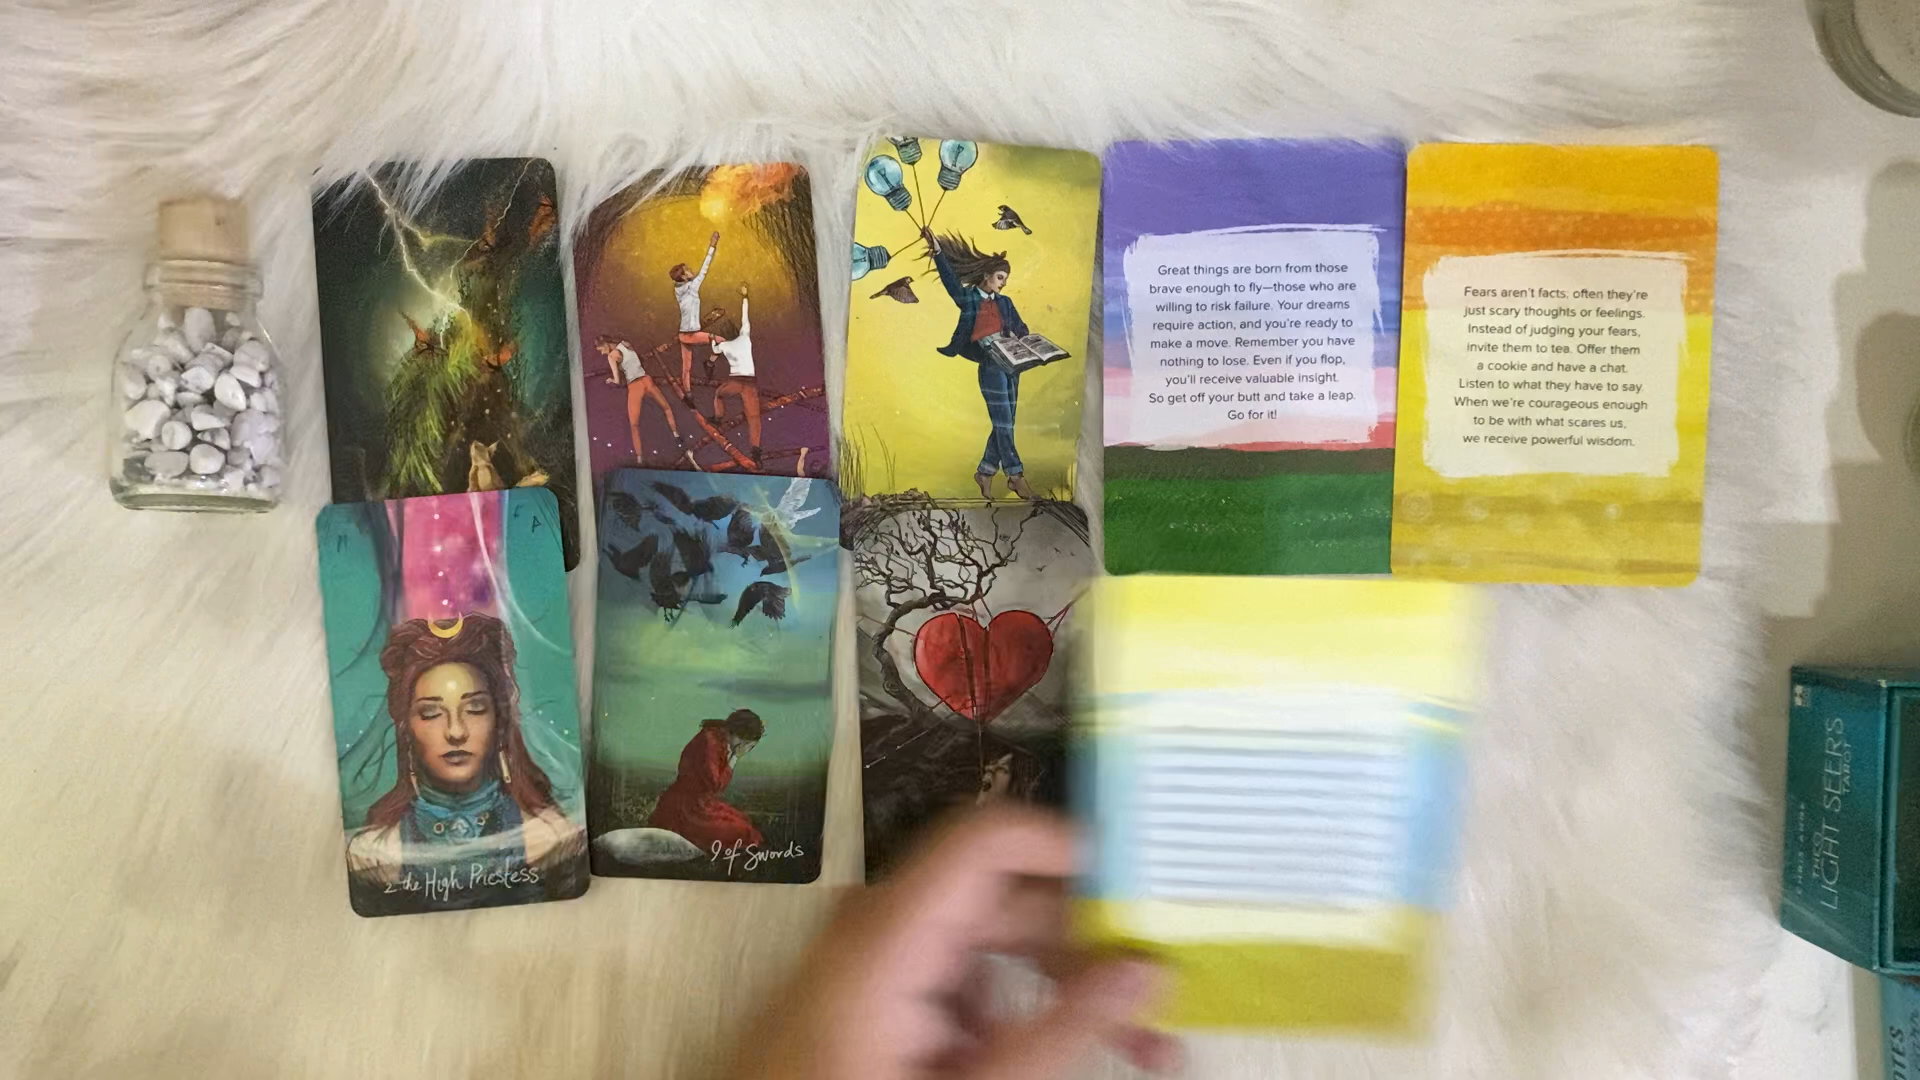 Great things are born from those
brave enough to fly—those who are
willing to risk failure. Your dreams
require action, and you're ready to
make a move. Remember you have
nothing to lose. Even if you flop,
you'll receive valuable insight.
So get off your butt and take a leap.
Go for it!
Fears aren't facts; often they're
just scary thoughts or feelings.
Instead of judging your fears,
invite them to tea. Offer them
a cookie and have a chat.
Listen to what they have to say.
When we're courageous enough
to be with what scares us,
we receive powerful wisdom.
2 the High Priestess
9 of Swords
CHRIS-ANNE
THE
LIGHT SEER'S
TAROT